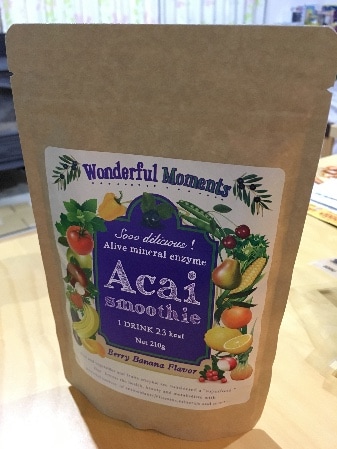 Wonderful Moments
Sooo delicious !
Alive mineral enzyme
Acai
smoothie
1 DRINK 23 kcal
Net 210g
Berry Banana Flavor